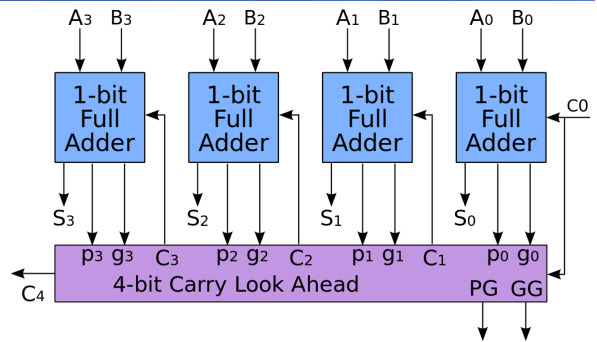 A3 B3 A2 B2 A1 B1 A0 B0
1-bit Full Adder
1-bit Full Adder
1-bit Full Adder
1-bit Full Adder
C0
S3 S2 S1 S0
p3 g3 C3 p2 g2 C2 p1 g1 C1 p0 g0
4-bit Carry Look Ahead
PG GG
C4